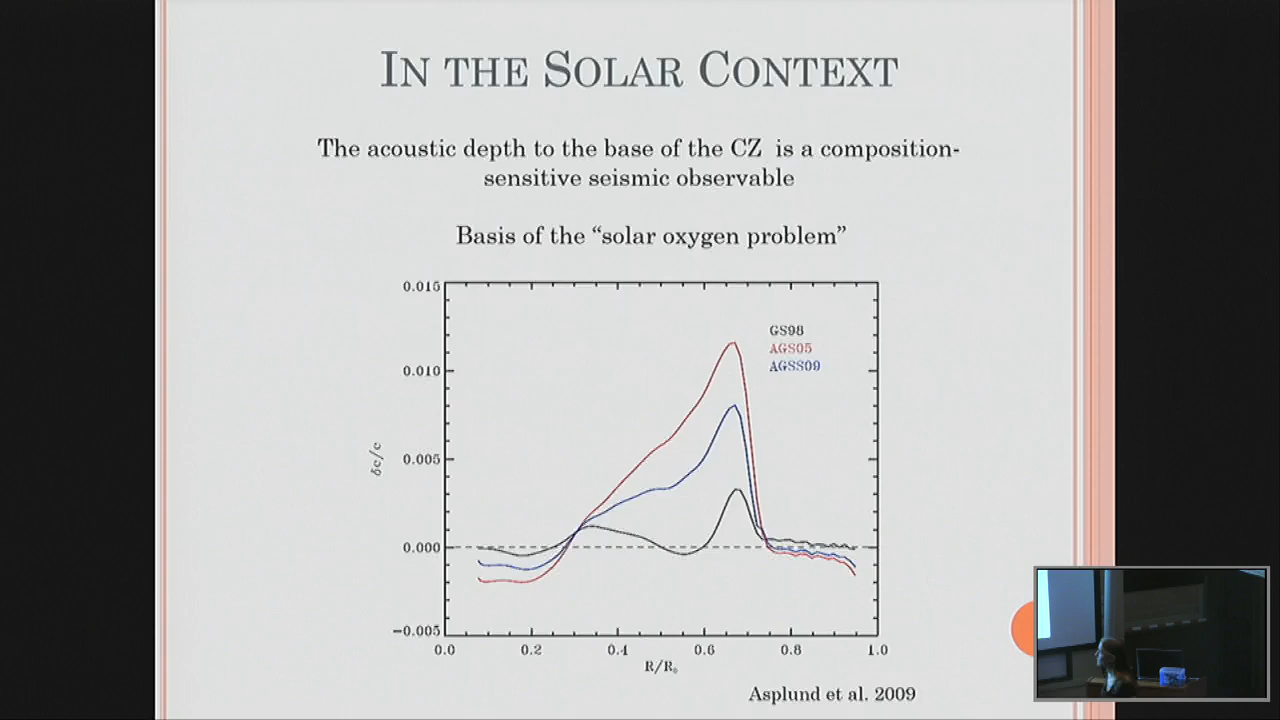 IN THE SOLAR CONTEXT
The acoustic depth to the base of the CZ is a composition-
sensitive seismic observable
Basis of the “solar oxygen problem”
0.015
GS98
AGS05
AGSS09
0.010
δc/c
0.005
0.000
−0.005
0.0 0.2 0.4 0.6 0.8 1.0
R/R⊙
Asplund et al. 2009